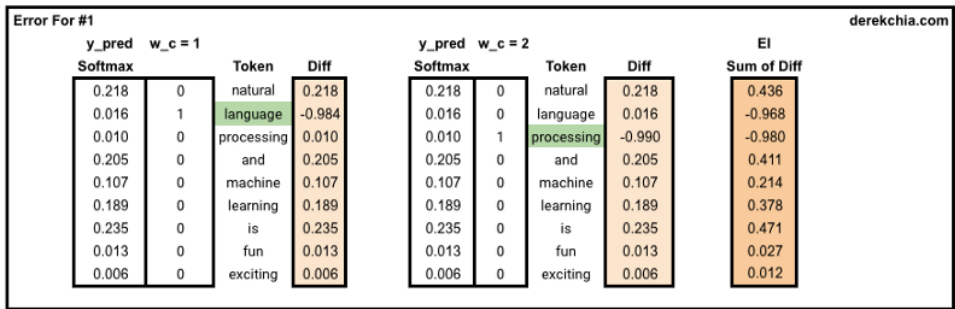 Error For #1 derekchia.com
y_pred w_c = 1 y_pred w_c = 2 EI
Softmax Token Diff Softmax Token Diff Sum of Diff
0.218 0 natural 0.218 0.218 0 natural 0.218 0.436
0.016 1 language -0.984 0.016 0 language 0.016 -0.968
0.010 0 processing 0.010 0.010 1 processing -0.990 -0.980
0.205 0 and 0.205 0.205 0 and 0.205 0.411
0.107 0 machine 0.107 0.107 0 machine 0.107 0.214
0.189 0 learning 0.189 0.189 0 learning 0.189 0.378
0.235 0 is 0.235 0.235 0 is 0.235 0.471
0.013 0 fun 0.013 0.013 0 fun 0.013 0.027
0.006 0 exciting 0.006 0.006 0 exciting 0.006 0.012